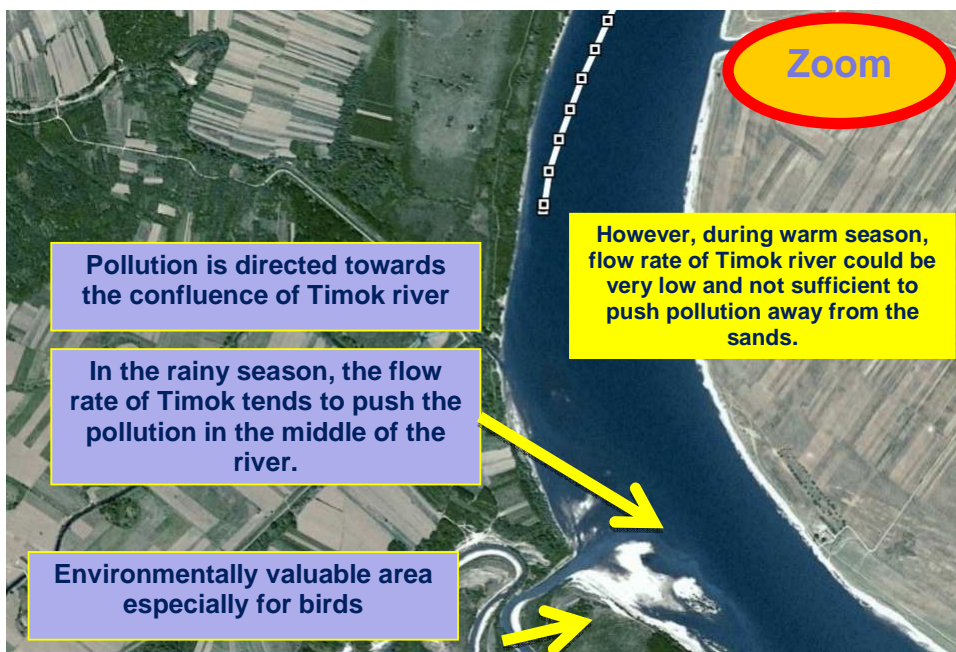 Zoom
However, during warm season,
flow rate of Timok river could be
very low and not sufficient to
push pollution away from the
sands.
Pollution is directed towards
the confluence of Timok river
In the rainy season, the flow
rate of Timok tends to push the
pollution in the middle of the
river.
Environmentally valuable area
especially for birds